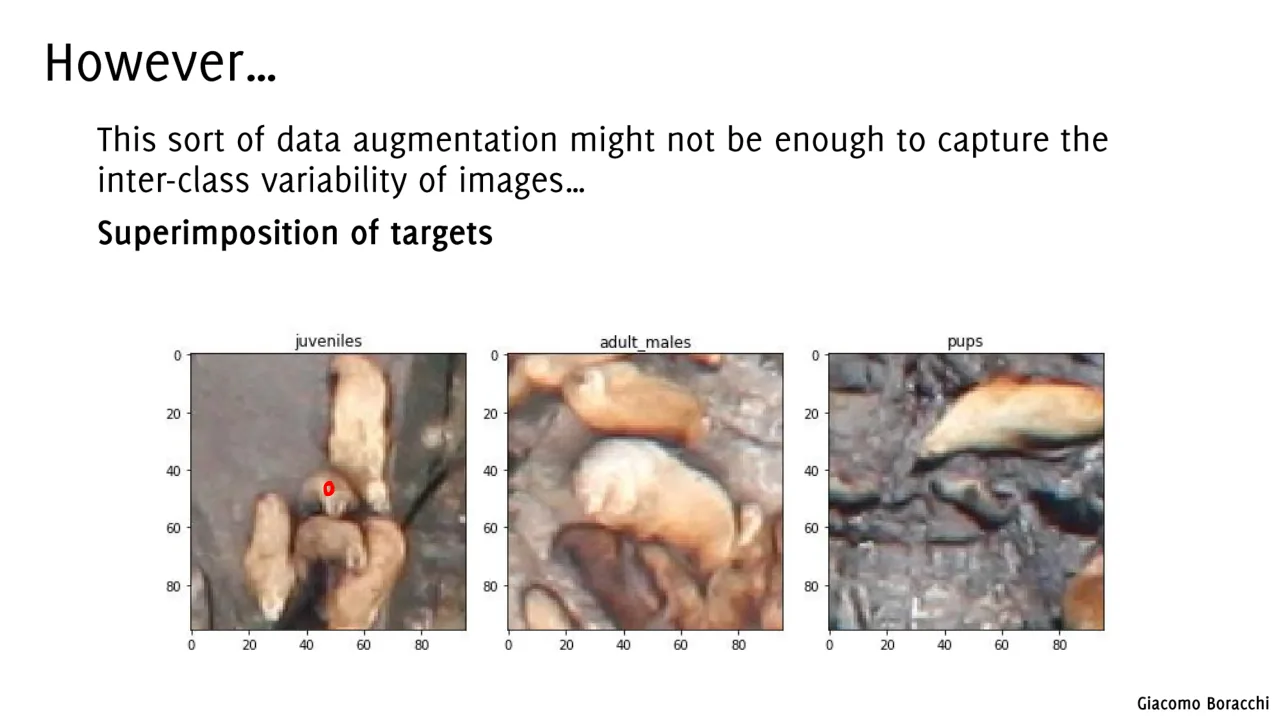 However...
This sort of data augmentation might not be enough to capture the
inter-class variability of images...
Superimposition of targets
juveniles
0
20
40
60
80
0 20 40 60 80
adult_males
0
20
40
60
80
0 20 40 60 80
pups
0
20
40
60
80
0 20 40 60 80
Giacomo Boracchi